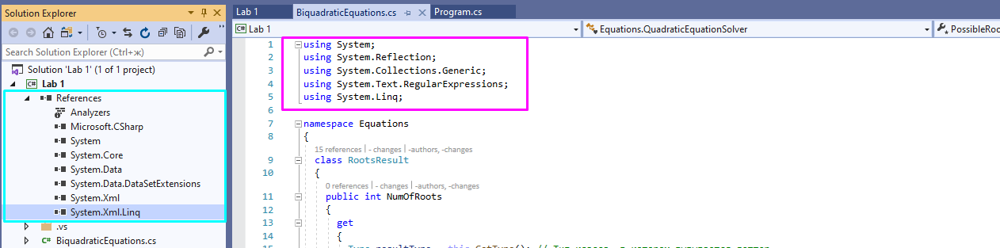 Solution Explorer
Search Solution Explorer (Ctrl+ж)
Solution 'Lab 1' (1 of 1 project)
Lab 1
References
Analyzers
Microsoft.CSharp
System
System.Core
System.Data
System.Data.DataSetExtensions
System.Xml
System.Xml.Linq
.vs
C# BiquadraticEquations.cs
Lab 1
BiquadraticEquations.cs
Program.cs
C# Lab 1
Equations.QuadraticEquationSolver
PossibleRoo
1 using System;
2 using System.Reflection;
3 using System.Collections.Generic;
4 using System.Text.RegularExpressions;
5 using System.Linq;
6
7 namespace Equations
8 {
15 references | - changes | -authors, -changes
9 class RootsResult
10 {
0 references | - changes | -authors, -changes
11 public int NumOfRoots
12 {
13 get
14 {